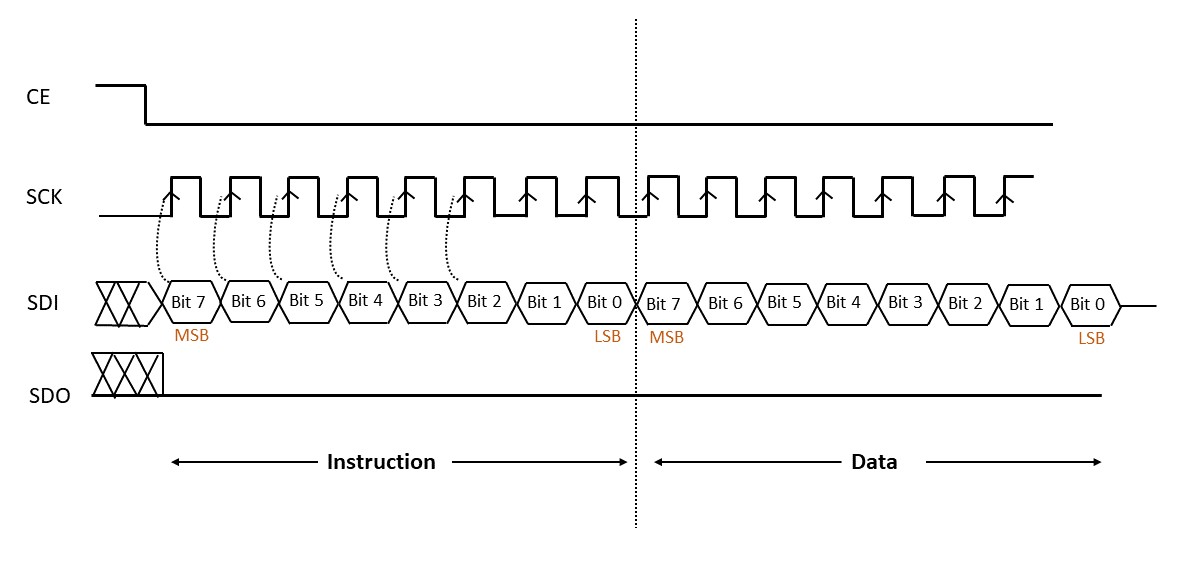 CE
SCK
SDI Bit 7 Bit 6 Bit 5 Bit 4 Bit 3 Bit 2 Bit 1 Bit 0 Bit 7 Bit 6 Bit 5 Bit 4 Bit 3 Bit 2 Bit 1 Bit 0
MSB LSB MSB LSB
SDO
Instruction Data